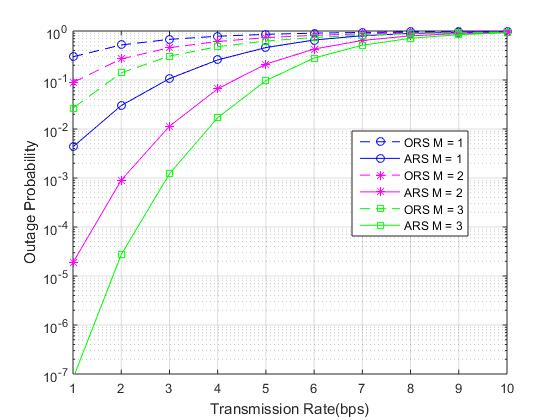 10^0
10^-1
10^-2
10^-3
10^-4
10^-5
10^-6
10^-7
Outage Probability
ORS M = 1
ARS M = 1
ORS M = 2
ARS M = 2
ORS M = 3
ARS M = 3
1 2 3 4 5 6 7 8 9 10
Transmission Rate(bps)